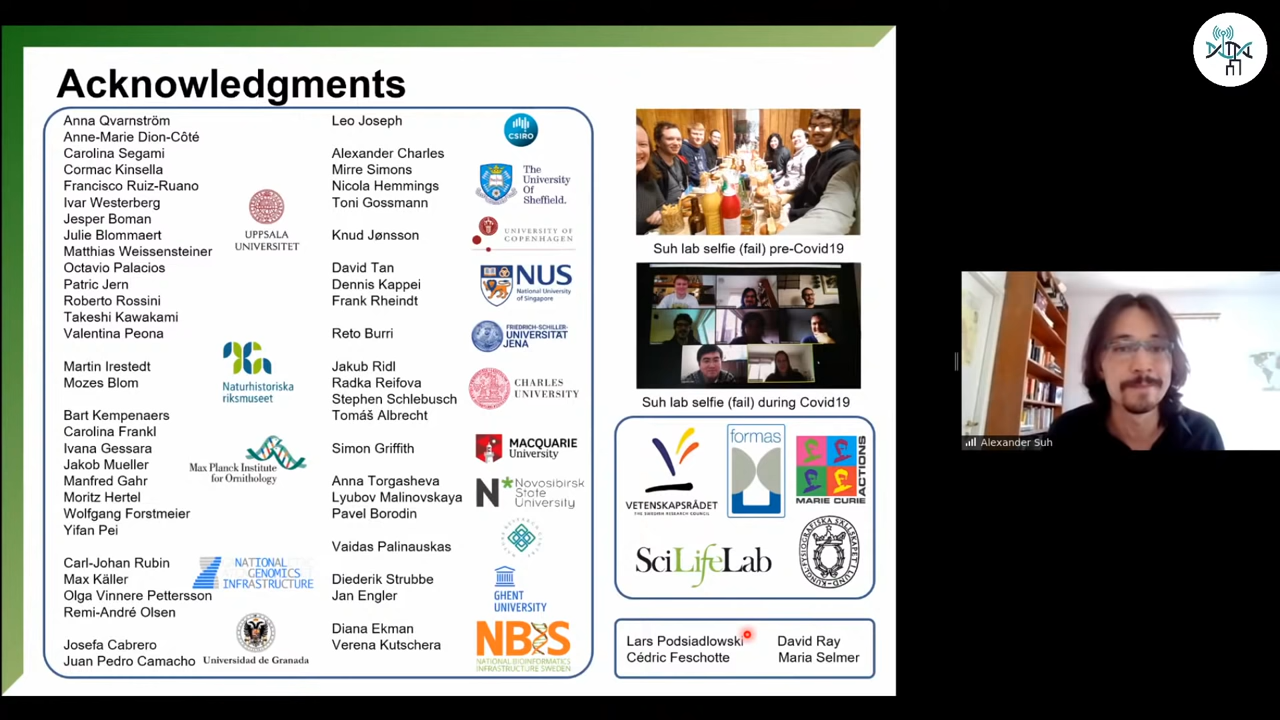 Acknowledgments
Anna Qvarnström
Anne-Marie Dion-Côté
Carolina Segami
Cormac Kinsella
Francisco Ruiz-Ruano
Ivar Westerberg
Jesper Boman
Julie Blommaert
Matthias Weissensteiner
Octavio Palacios
Patric Jern
Roberto Rossini
Takeshi Kawakami
Valentina Peona
UPPSALA
UNIVERSITET
Martin Irestedt
Mozes Blom
Naturhistoriska
riksmuseet
Bart Kempenaers
Carolina Frankl
Ivana Gessara
Jakob Mueller
Manfred Gahr
Moritz Hertel
Wolfgang Forstmeier
Yifan Pei
Max Planck Institute
for Ornithology
Carl-Johan Rubin
Max Käller
Olga Vinnere Pettersson
Remi-André Olsen
NATIONAL
GENOMICS
INFRASTRUCTURE
Josefa Cabrero
Juan Pedro Camacho
Universidad de Granada
Leo Joseph
CSIRO
Alexander Charles
Mirre Simons
Nicola Hemmings
Toni Gossmann
The
University
Of
Sheffield.
Knud Jønsson
UNIVERSITY OF
COPENHAGEN
David Tan
Dennis Kappei
Frank Rheindt
NUS
National University
of Singapore
Reto Burri
FRIEDRICH-SCHILLER-
UNIVERSITÄT
JENA
Jakub Ridl
Radka Reifova
Stephen Schlebusch
Tomáš Albrecht
CHARLES
UNIVERSITY
Simon Griffith
MACQUARIE
University
Anna Torgasheva
Lyubov Malinovskaya
Pavel Borodin
N*Novosibirsk
State
University
Vaidas Palinauskas
Diederik Strubbe
Jan Engler
GHENT
UNIVERSITY
Diana Ekman
Verena Kutschera
NBIS
NATIONAL BIOINFORMATICS
INFRASTRUCTURE SWEDEN
Suh lab selfie (fail) pre-Covid19
Suh lab selfie (fail) during Covid19
VETENSKAPSRÅDET
THE SWEDISH RESEARCH COUNCIL
formas
MARIE CURIE
ACTIONS
SciLifeLab
Lars Podsiadlowski
David Ray
Cédric Feschotte
Maria Selmer
Alexander Suh